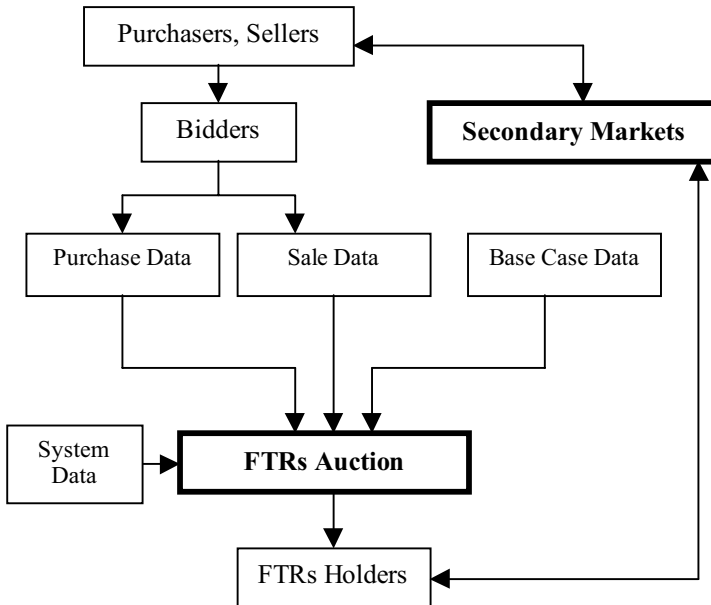 Purchasers, Sellers
Bidders
Secondary Markets
Purchase Data
Sale Data
Base Case Data
System
Data
FTRs Auction
FTRs Holders